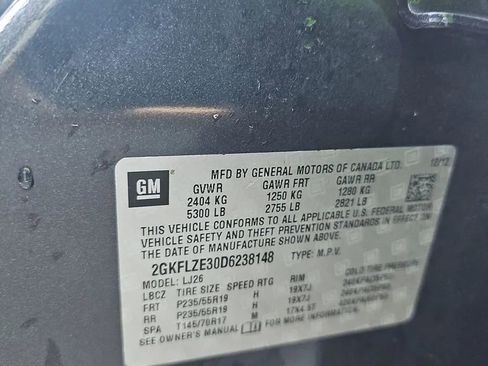 GM
MFD BY GENERAL MOTORS OF CANADA LTD. 12/12
GVWR GAWR FRT GAWR RR
2404 KG 1250 KG 1280 KG
5300 LB 2755 LB 2821 LB
THIS VEHICLE CONFORMS TO ALL APPLICABLE U.S. FEDERAL MOTOR
VEHICLE SAFETY AND THEFT PREVENTION STANDARDS IN EFFECT ON
THE DATE OF MANUFACTURE SHOWN ABOVE.
2GKFLZE30D6238148 TYPE: M.P.V.
MODEL: LJ26
LBCZ TIRE SIZE SPEED RTG RIM COLD TIRE PRESSURE
FRT P235/55R19 H 19X7J
RR P235/55R19 H 19X7J
SPA T145/70R17 M 17X4.5T
SEE OWNER'S MANUAL